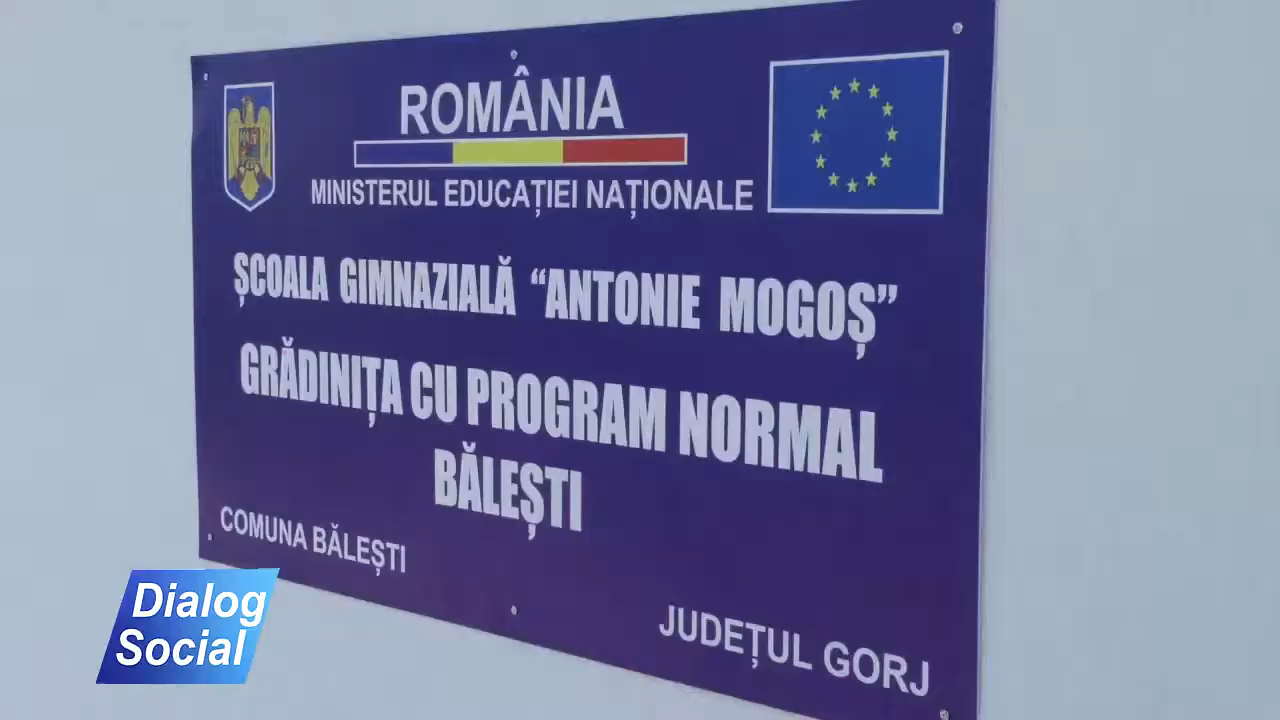 ROMÂNIA
MINISTERUL EDUCAȚIEI NAȚIONALE
ȘCOALA GIMNAZIALĂ “ANTONIE MOGOȘ”
GRĂDINIȚA CU PROGRAM NORMAL
BĂLEȘTI
COMUNA BĂLEȘTI
JUDEȚUL GORJ
Dialog
Social